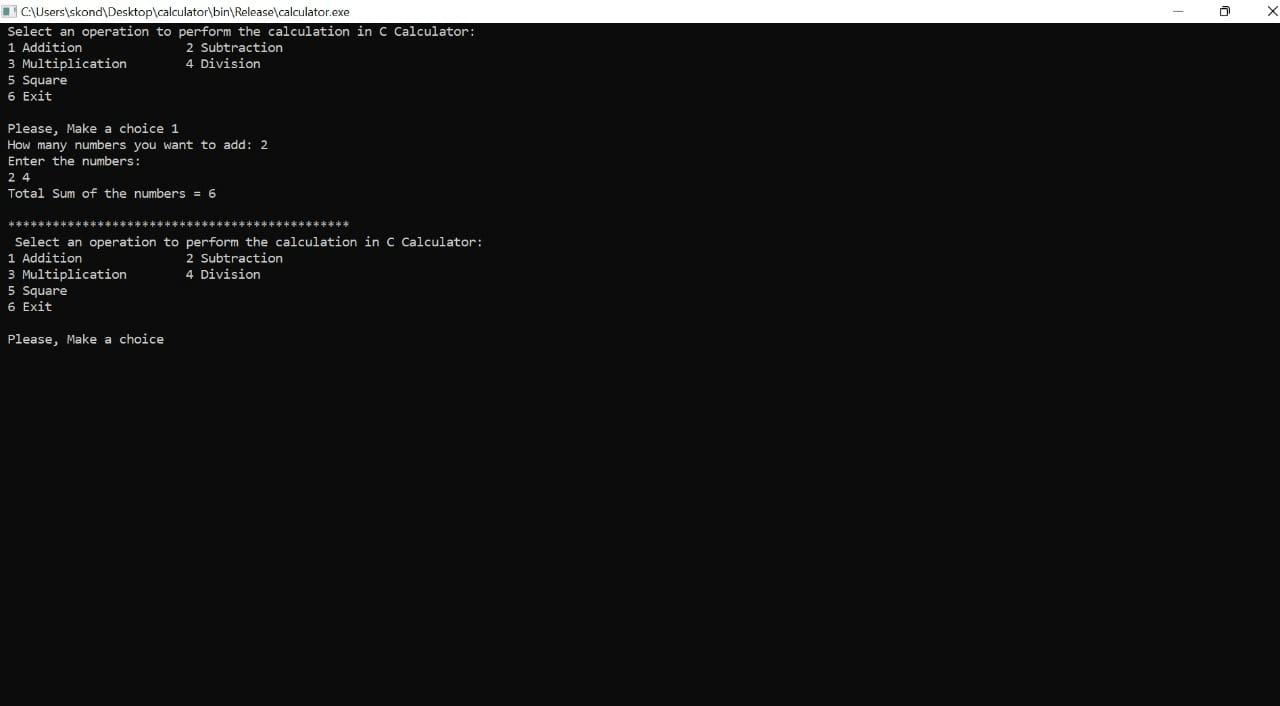 C:\Users\skond\Desktop\calculator\bin\Release\calculator.exe
Select an operation to perform the calculation in C Calculator:
1 Addition              2 Subtraction
3 Multiplication        4 Division
5 Square
6 Exit

Please, Make a choice 1
How many numbers you want to add: 2
Enter the numbers:
2 4
Total Sum of the numbers = 6

**********************************************
 Select an operation to perform the calculation in C Calculator:
1 Addition              2 Subtraction
3 Multiplication        4 Division
5 Square
6 Exit

Please, Make a choice